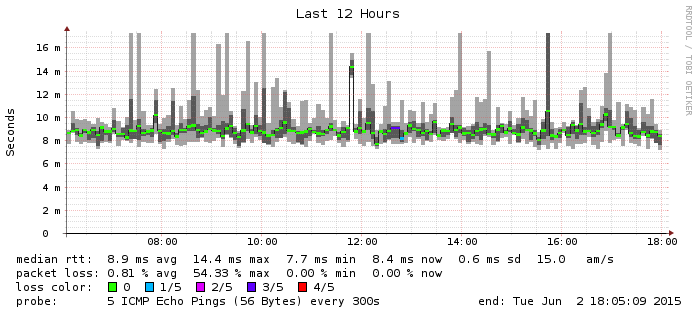 Last 12 Hours
RRDTOOL / TOBI OETIKER
Seconds
16 m
14 m
12 m
10 m
8 m
6 m
4 m
2 m
0
08:00 10:00 12:00 14:00 16:00 18:00
median rtt: 8.9 ms avg 14.4 ms max 7.7 ms min 8.4 ms now 0.6 ms sd 15.0 am/s
packet loss: 0.81 % avg 54.33 % max 0.00 % min 0.00 % now
loss color: 0 1/5 2/5 3/5 4/5
probe: 5 ICMP Echo Pings (56 Bytes) every 300s end: Tue Jun 2 18:05:09 2015